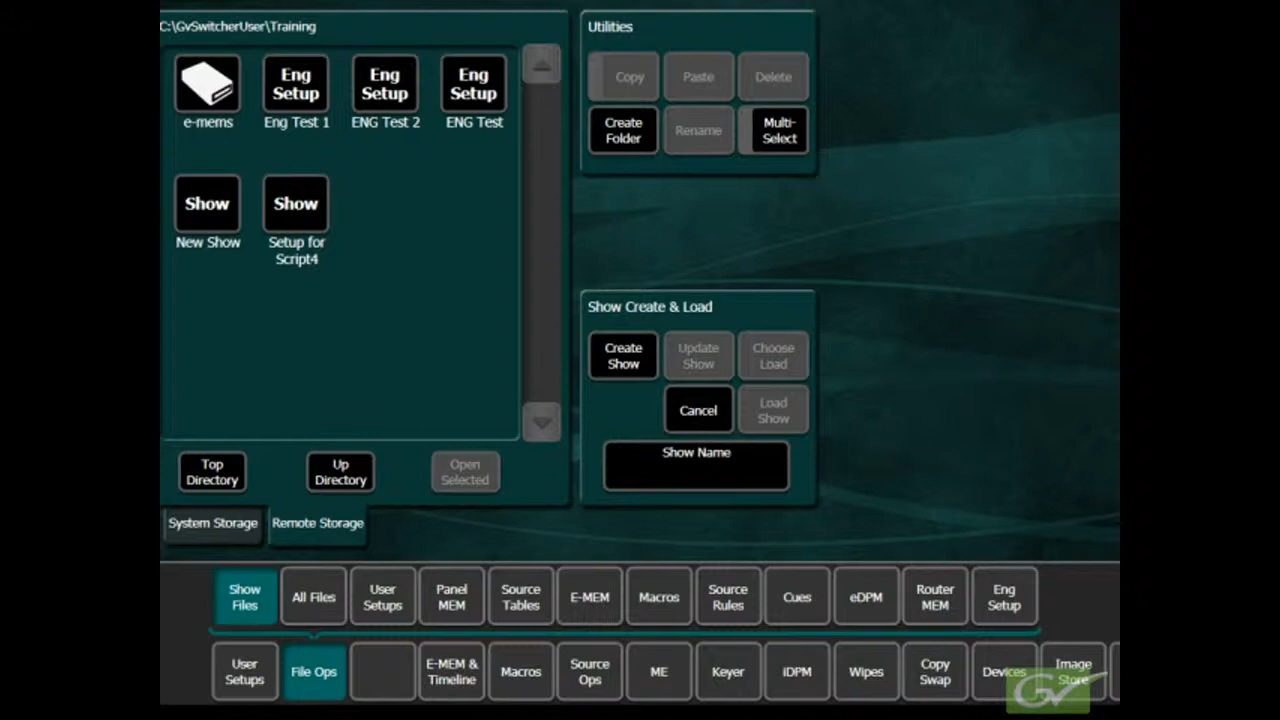 C:\GvSwitcherUser\Training
Eng
Setup
Eng
Setup
Eng
Setup
e-mems
Eng Test 1
ENG Test 2
ENG Test
Show
Show
New Show
Setup for
Script4
Top
Directory
Up
Directory
Open
Selected
System Storage
Remote Storage
Utilities
Copy
Paste
Delete
Create
Folder
Rename
Multi-
Select
Show Create & Load
Create
Show
Update
Show
Choose
Load
Cancel
Load
Show
Show Name
Show
Files
All Files
User
Setups
Panel
MEM
Source
Tables
E-MEM
Macros
Source
Rules
Cues
eDPM
Router
MEM
Eng
Setup
User
Setups
File Ops
E-MEM &
Timeline
Macros
Source
Ops
ME
Keyer
iDPM
Wipes
Copy
Swap
Devices
Image
Store
GV